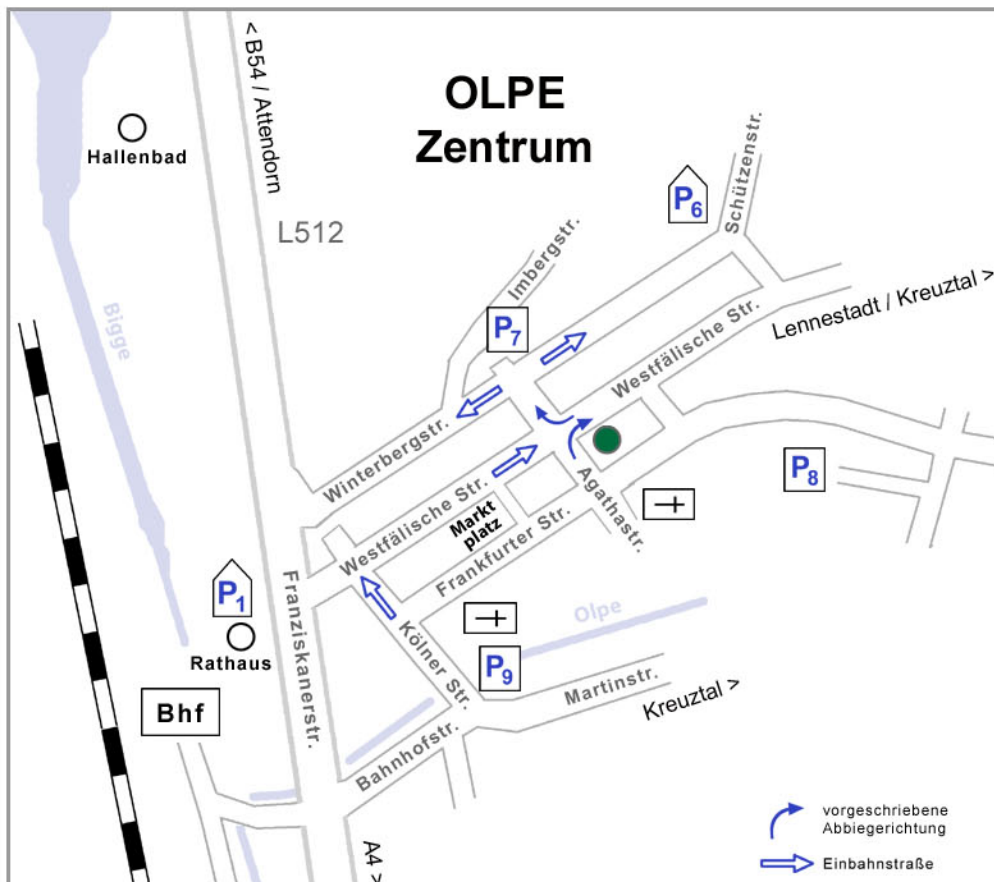 < B54 / Attendorn
OLPE
Zentrum
Hallenbad
Schützenstr.
P6
L512
Imbergstr.
Lennestadt / Kreuztal >
Bigge
P7
Westfälische Str.
Winterbergstr.
P8
Agathastr.
Westfälische Str.
Markt
platz
Frankfurter Str.
P1
Franziskanerstr.
Olpe
Kölner Str.
Rathaus
P9
Martinstr.
Kreuztal >
Bhf
Bahnhofstr.
A4 >
vorgeschriebene
Abbiegerichtung
Einbahnstraße